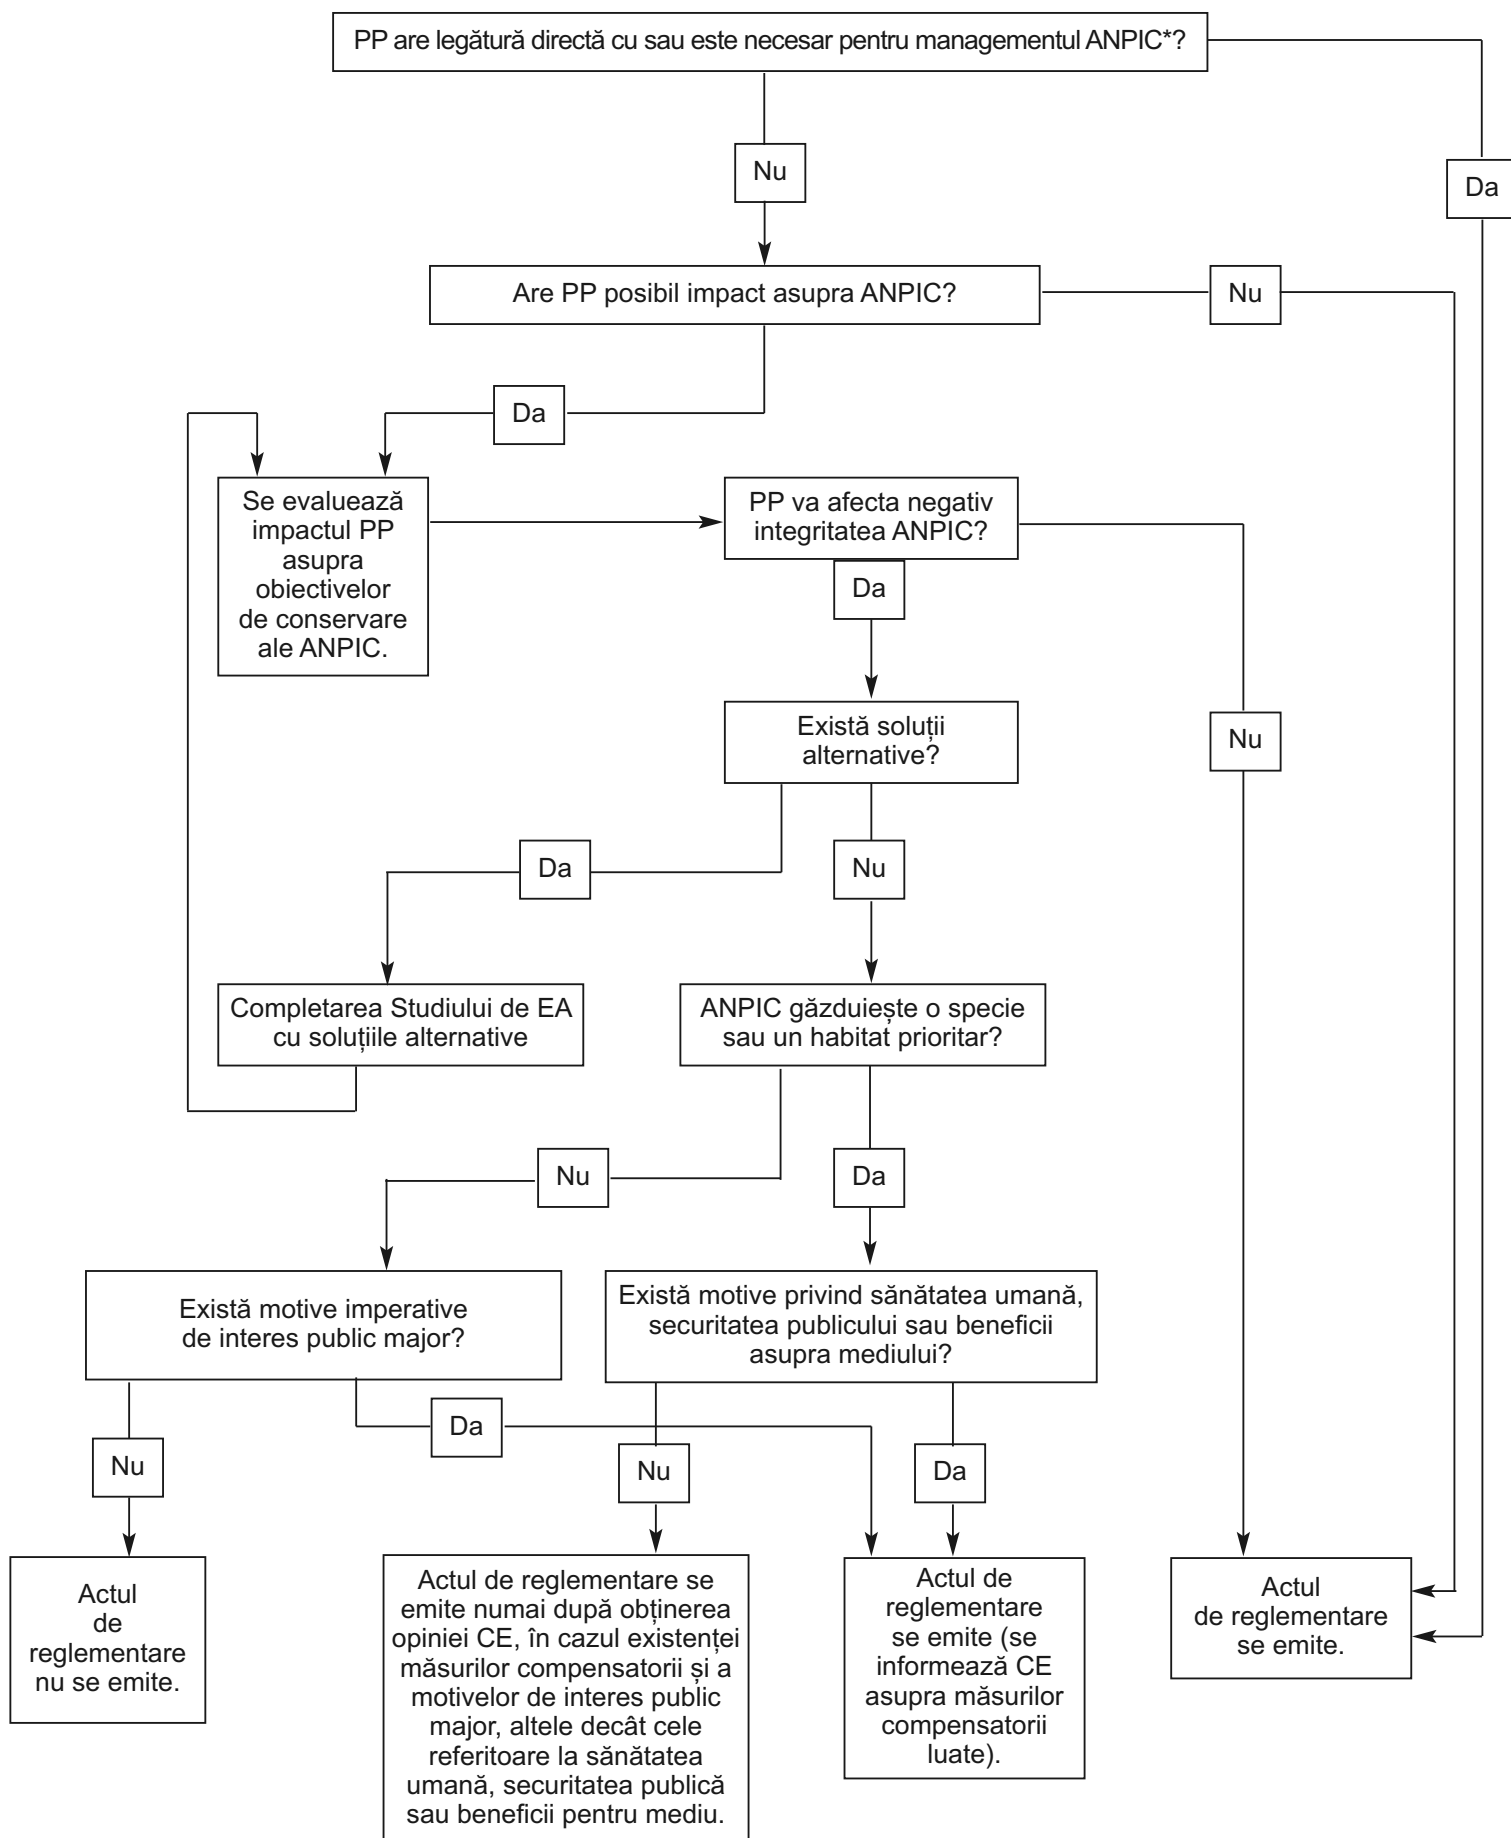 PP are legătură directă cu sau este necesar pentru managementul ANPIC*?
Nu
Da
Are PP posibil impact asupra ANPIC?
Nu
Da
Se evaluează
impactul PP
asupra
obiectivelor
de conservare
ale ANPIC.
PP va afecta negativ
integritatea ANPIC?
Da
Există soluții
alternative?
Nu
Da
Nu
Completarea Studiului de EA
cu soluțiile alternative
ANPIC găzduiește o specie
sau un habitat prioritar?
Nu
Da
Există motive imperative
de interes public major?
Există motive privind sănătatea umană,
securitatea publicului sau beneficii
asupra mediului?
Da
Nu
Nu
Da
Actul
de
reglementare
nu se emite.
Actul de reglementare se
emite numai după obținerea
opiniei CE, în cazul existenței
măsurilor compensatorii și a
motivelor de interes public
major, altele decât cele
referitoare la sănătatea
umană, securitatea publică
sau beneficii pentru mediu.
Actul de
reglementare
se emite (se
informează CE
asupra măsurilor
compensatorii
luate).
Actul
de reglementare
se emite.